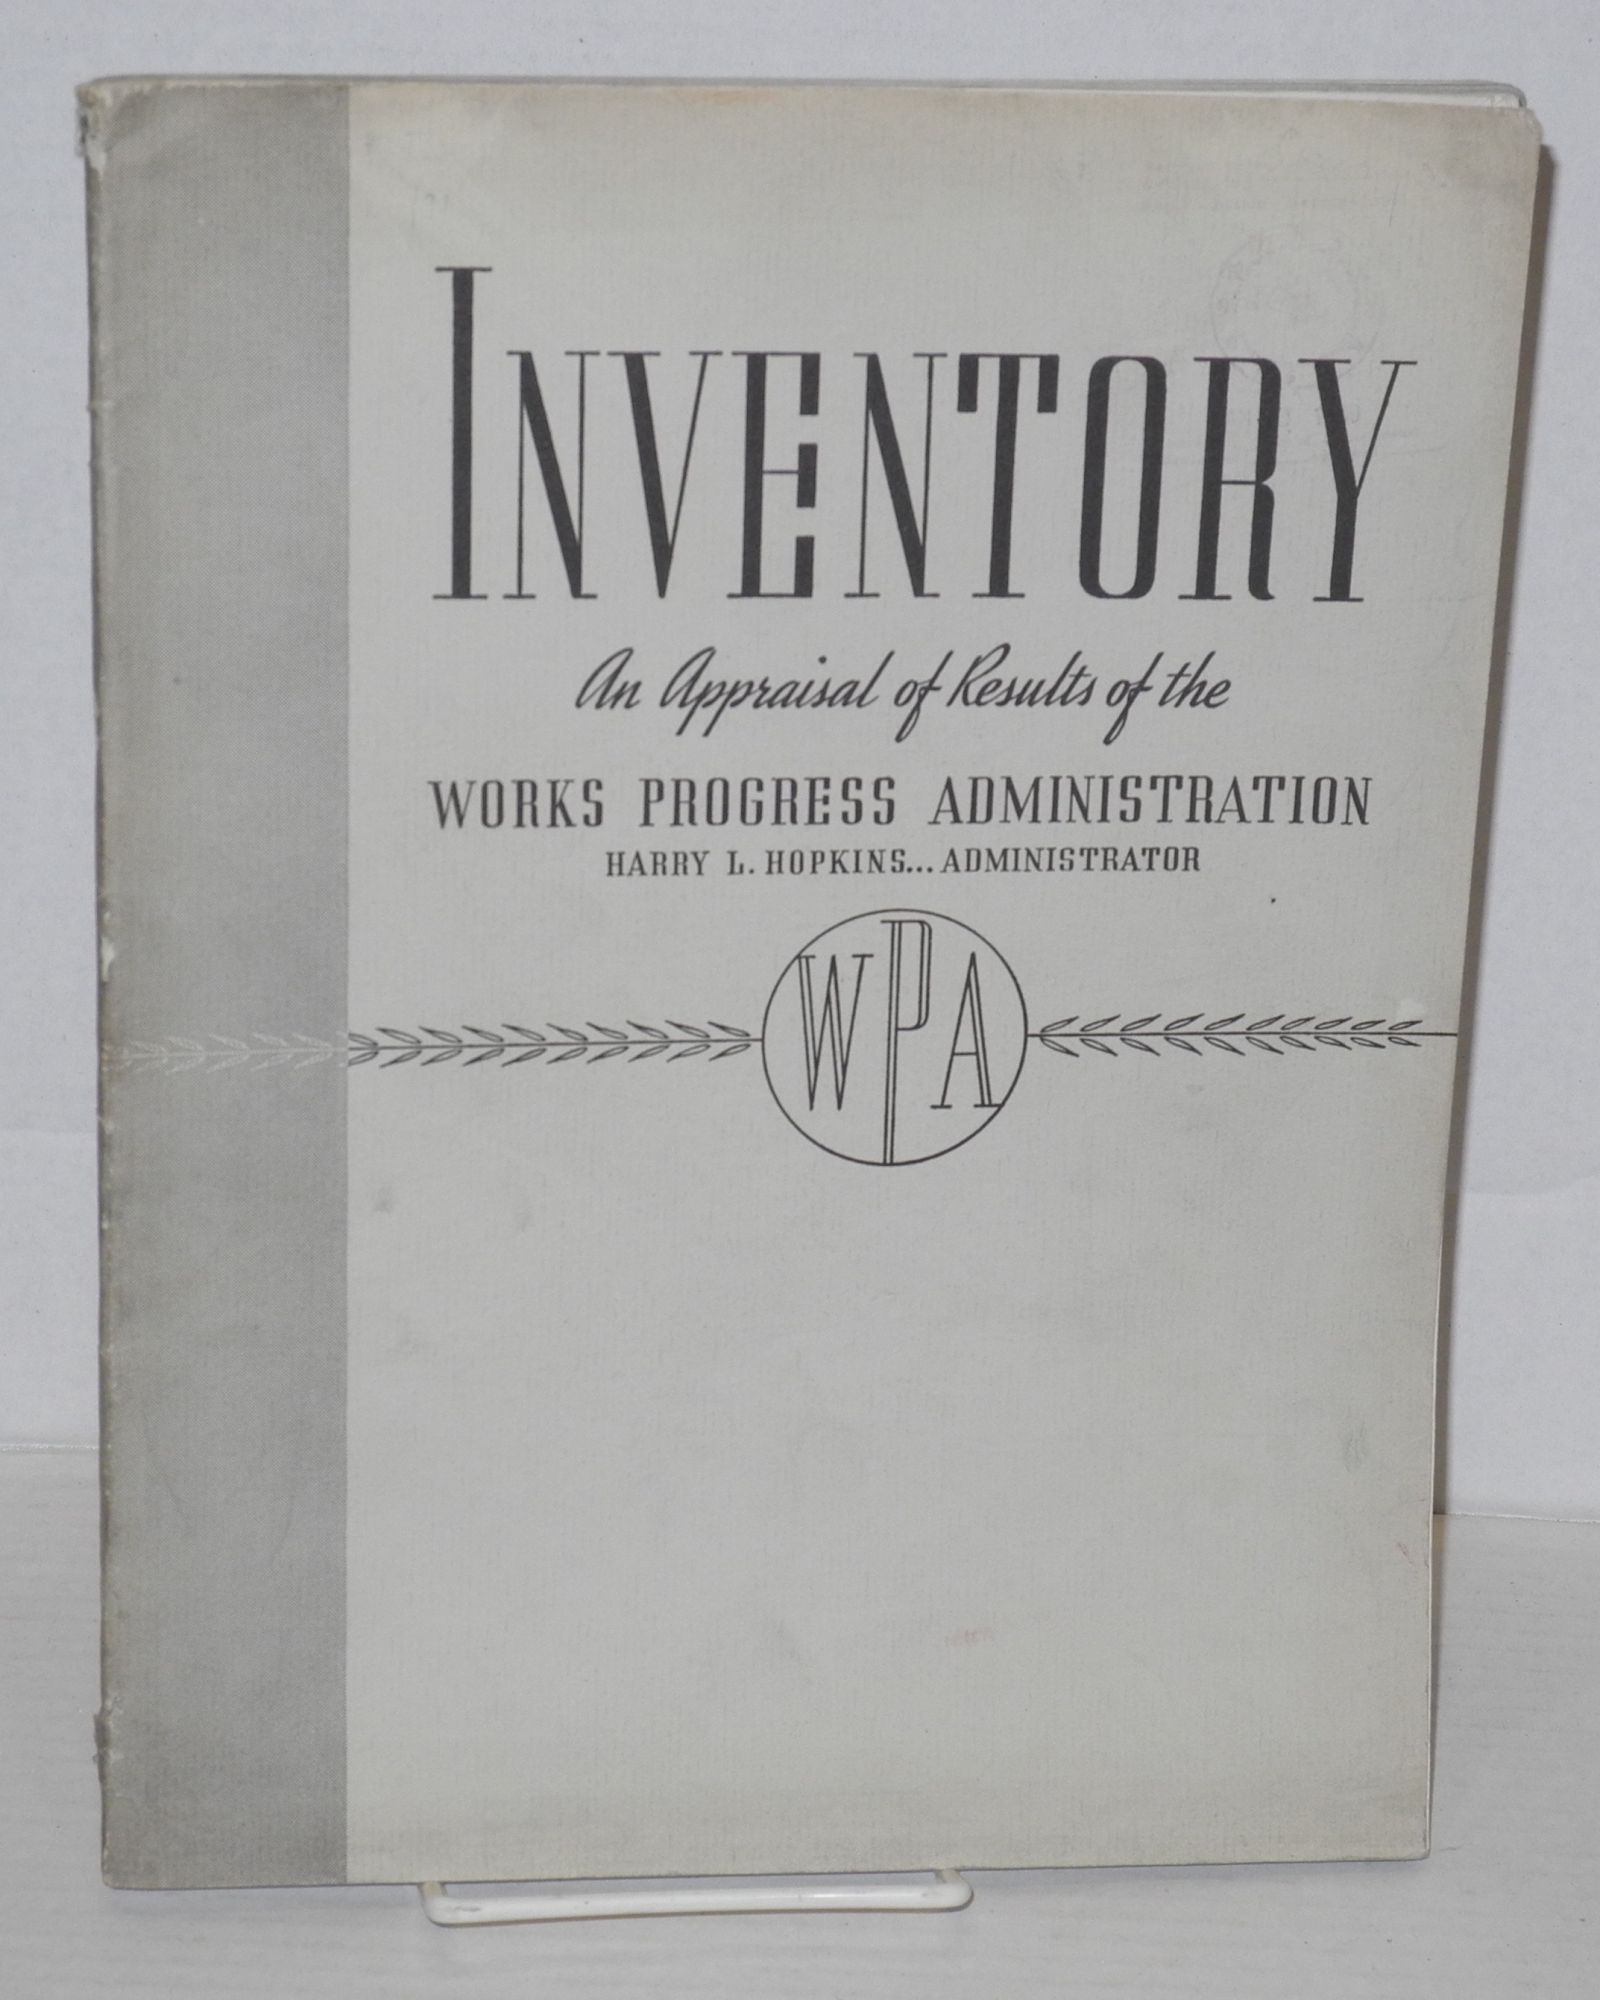 INVENTORY
An Appraisal of Results of the
WORKS PROGRESS ADMINISTRATION
HARRY L. HOPKINS...ADMINISTRATOR
WPA